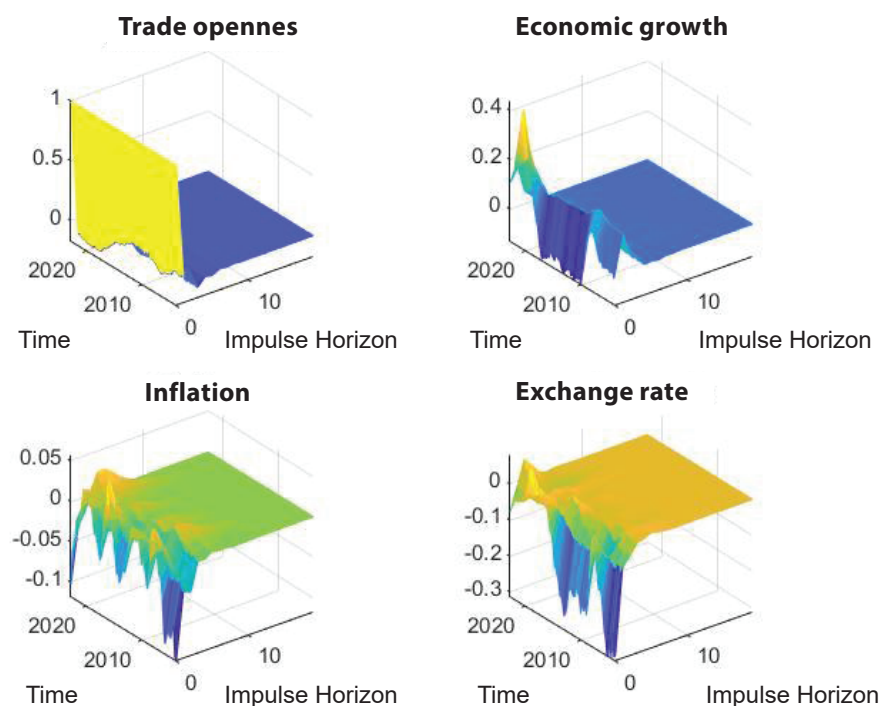 Trade opennes
1
0.5
0
2020
2010
0
10
Time
Impulse Horizon
Economic growth
0.4
0.2
0
2020
2010
0
10
Time
Impulse Horizon
Inflation
0.05
0
-0.05
-0.1
2020
2010
0
10
Time
Impulse Horizon
Exchange rate
0
-0.1
-0.2
-0.3
2020
2010
0
10
Time
Impulse Horizon